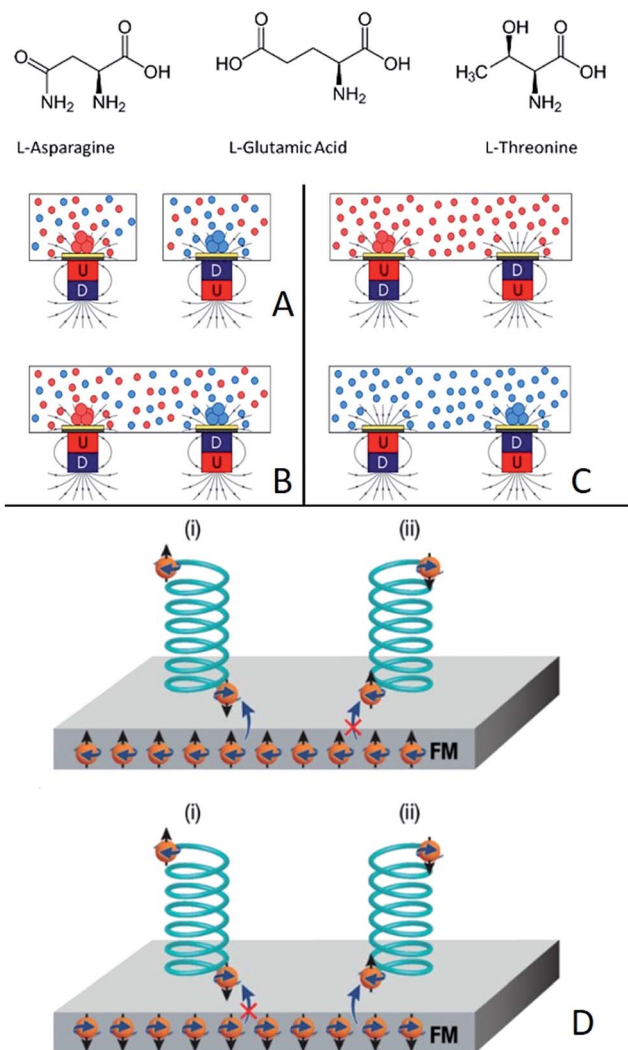 O
O
O
O
OH
HO
OH
OH
O
H₃C
OH
NH₂
NH₂
NH₂
NH₂
L-Asparagine
L-Glutamic Acid
L-Threonine
U
D
D
U
A
U
D
D
U
U
D
D
U
B
U
D
D
U
C
(i)
(ii)
FM
(i)
(ii)
FM
D